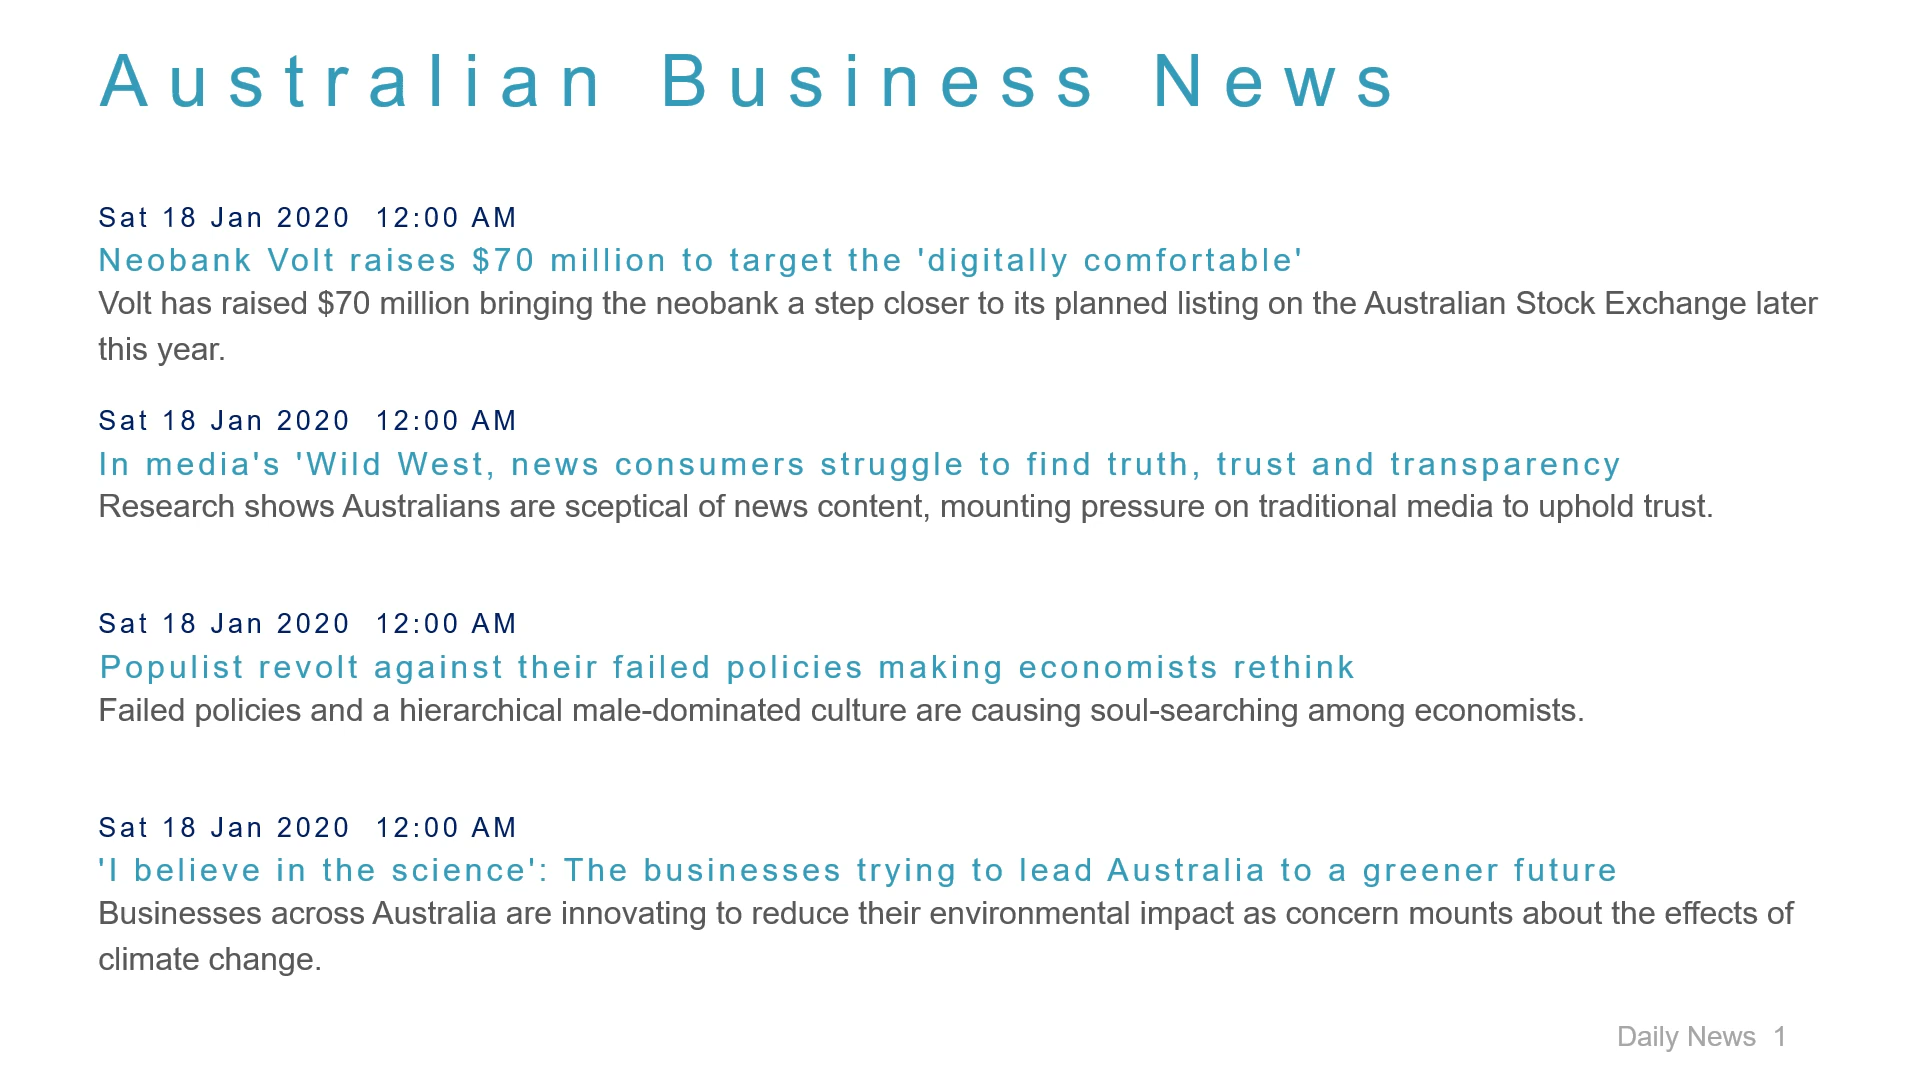 Australian Business News
Sat 18 Jan 2020  12:00 AM
Neobank Volt raises $70 million to target the 'digitally comfortable'
Volt has raised $70 million bringing the neobank a step closer to its planned listing on the Australian Stock Exchange later
this year.
Sat 18 Jan 2020  12:00 AM
In media's 'Wild West, news consumers struggle to find truth, trust and transparency
Research shows Australians are sceptical of news content, mounting pressure on traditional media to uphold trust.
Sat 18 Jan 2020  12:00 AM
Populist revolt against their failed policies making economists rethink
Failed policies and a hierarchical male-dominated culture are causing soul-searching among economists.
Sat 18 Jan 2020  12:00 AM
'I believe in the science': The businesses trying to lead Australia to a greener future
Businesses across Australia are innovating to reduce their environmental impact as concern mounts about the effects of
climate change.
Daily News  1